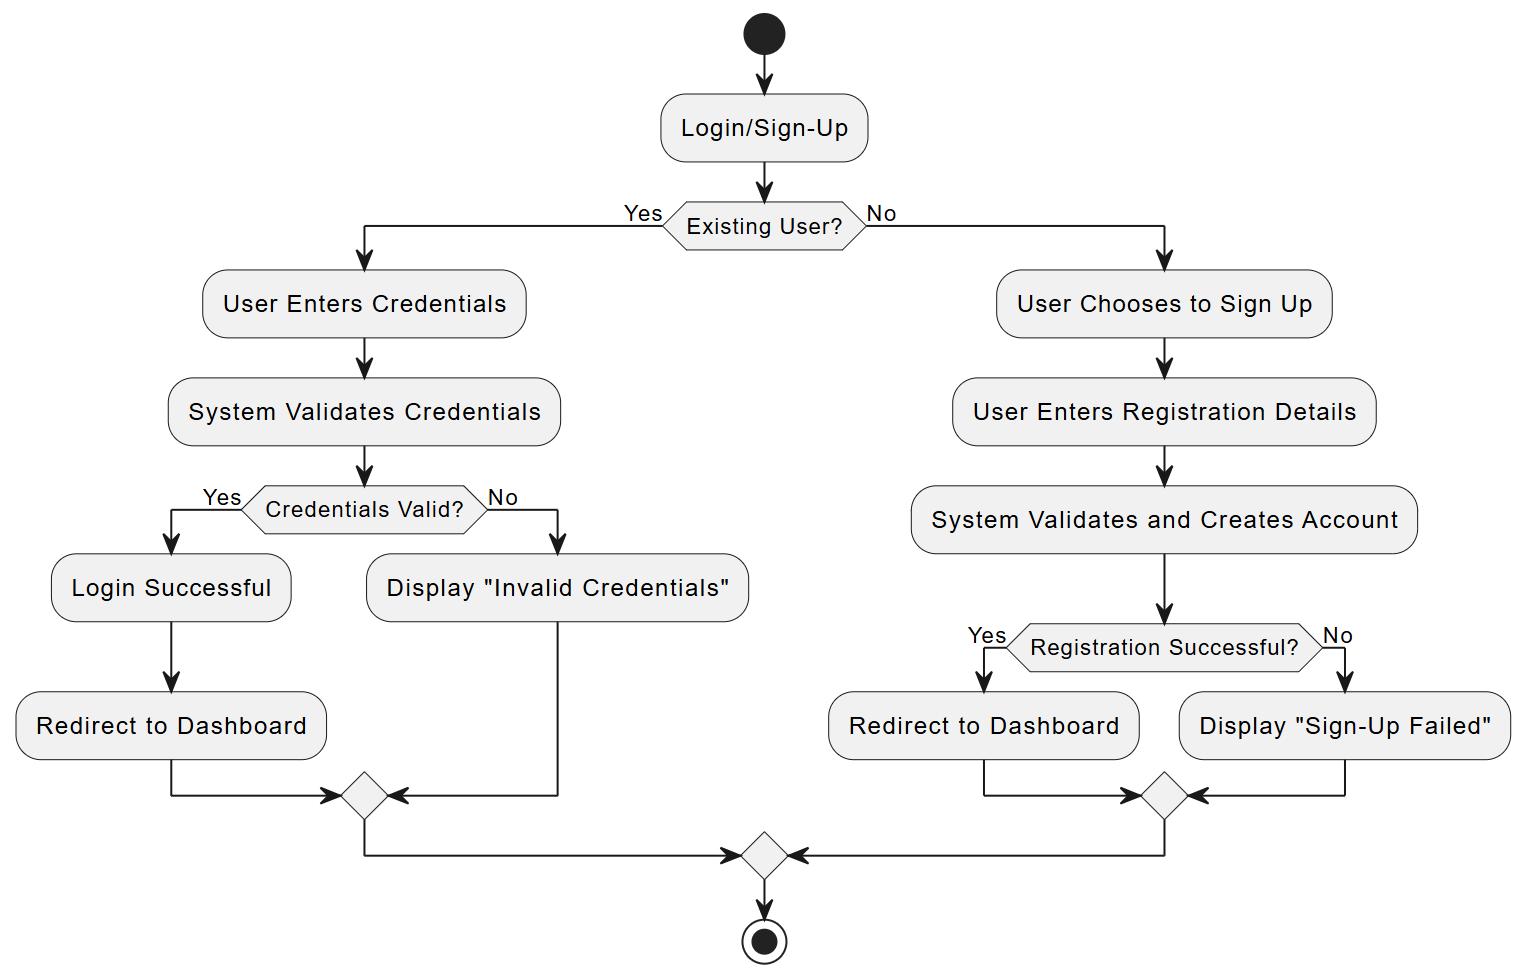 Login/Sign-Up
Yes
Existing User?
No
User Enters Credentials
User Chooses to Sign Up
System Validates Credentials
User Enters Registration Details
Yes
Credentials Valid?
No
System Validates and Creates Account
Login Successful
Display "Invalid Credentials"
Yes
Registration Successful?
No
Redirect to Dashboard
Redirect to Dashboard
Display "Sign-Up Failed"